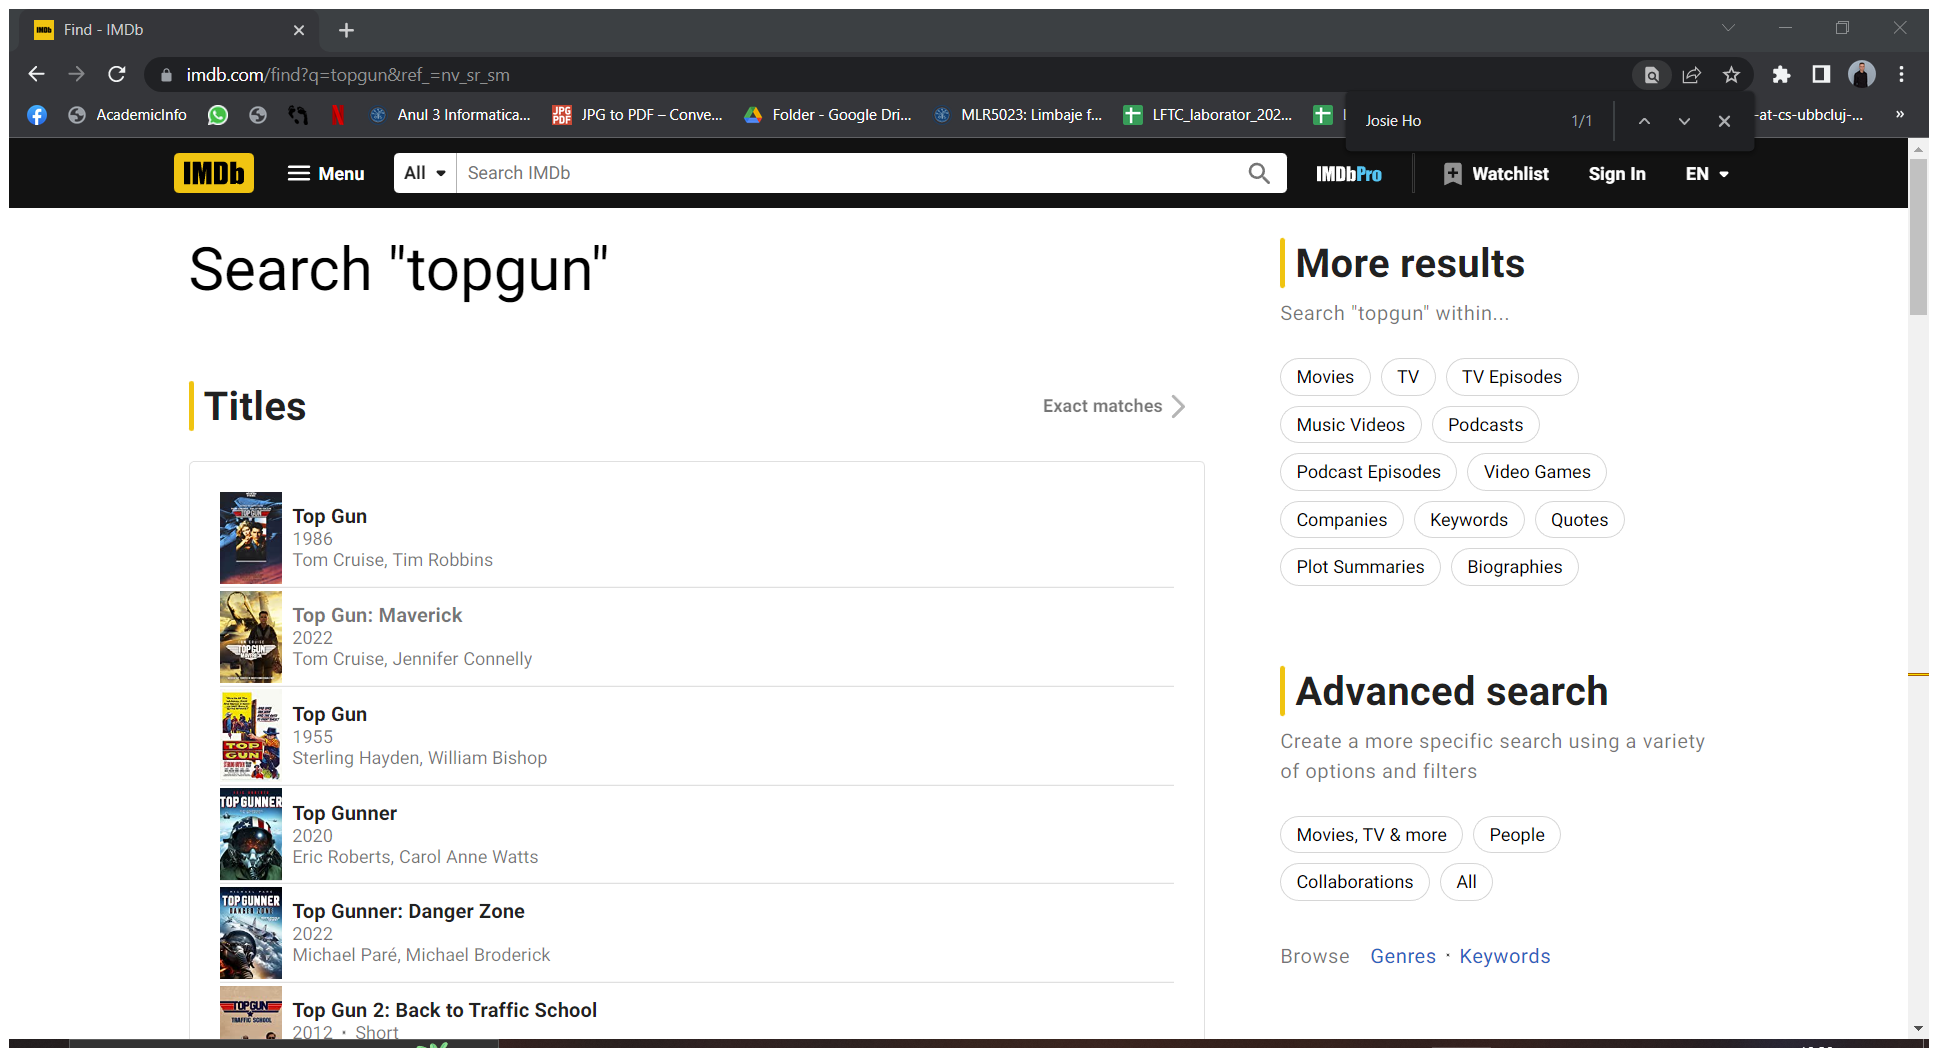 Find - IMDb
imdb.com/find?q=topgun&ref_=nv_sr_sm
AcademicInfo
Anul 3 Informatica...
JPG to PDF – Conve...
Folder - Google Dri...
MLR5023: Limbaje f...
LFTC_laborator_202...
-at-cs-ubbcluj-...
»
Josie Ho 1/1
IMDb
Menu
All
Search IMDb
IMDbPro
Watchlist
Sign In
EN
Search "topgun"
Titles
Exact matches
Top Gun
1986
Tom Cruise, Tim Robbins
Top Gun: Maverick
2022
Tom Cruise, Jennifer Connelly
Top Gun
1955
Sterling Hayden, William Bishop
Top Gunner
2020
Eric Roberts, Carol Anne Watts
Top Gunner: Danger Zone
2022
Michael Paré, Michael Broderick
Top Gun 2: Back to Traffic School
2012 · Short
More results
Search "topgun" within...
Movies
TV
TV Episodes
Music Videos
Podcasts
Podcast Episodes
Video Games
Companies
Keywords
Quotes
Plot Summaries
Biographies
Advanced search
Create a more specific search using a variety
of options and filters
Movies, TV & more
People
Collaborations
All
Browse Genres · Keywords